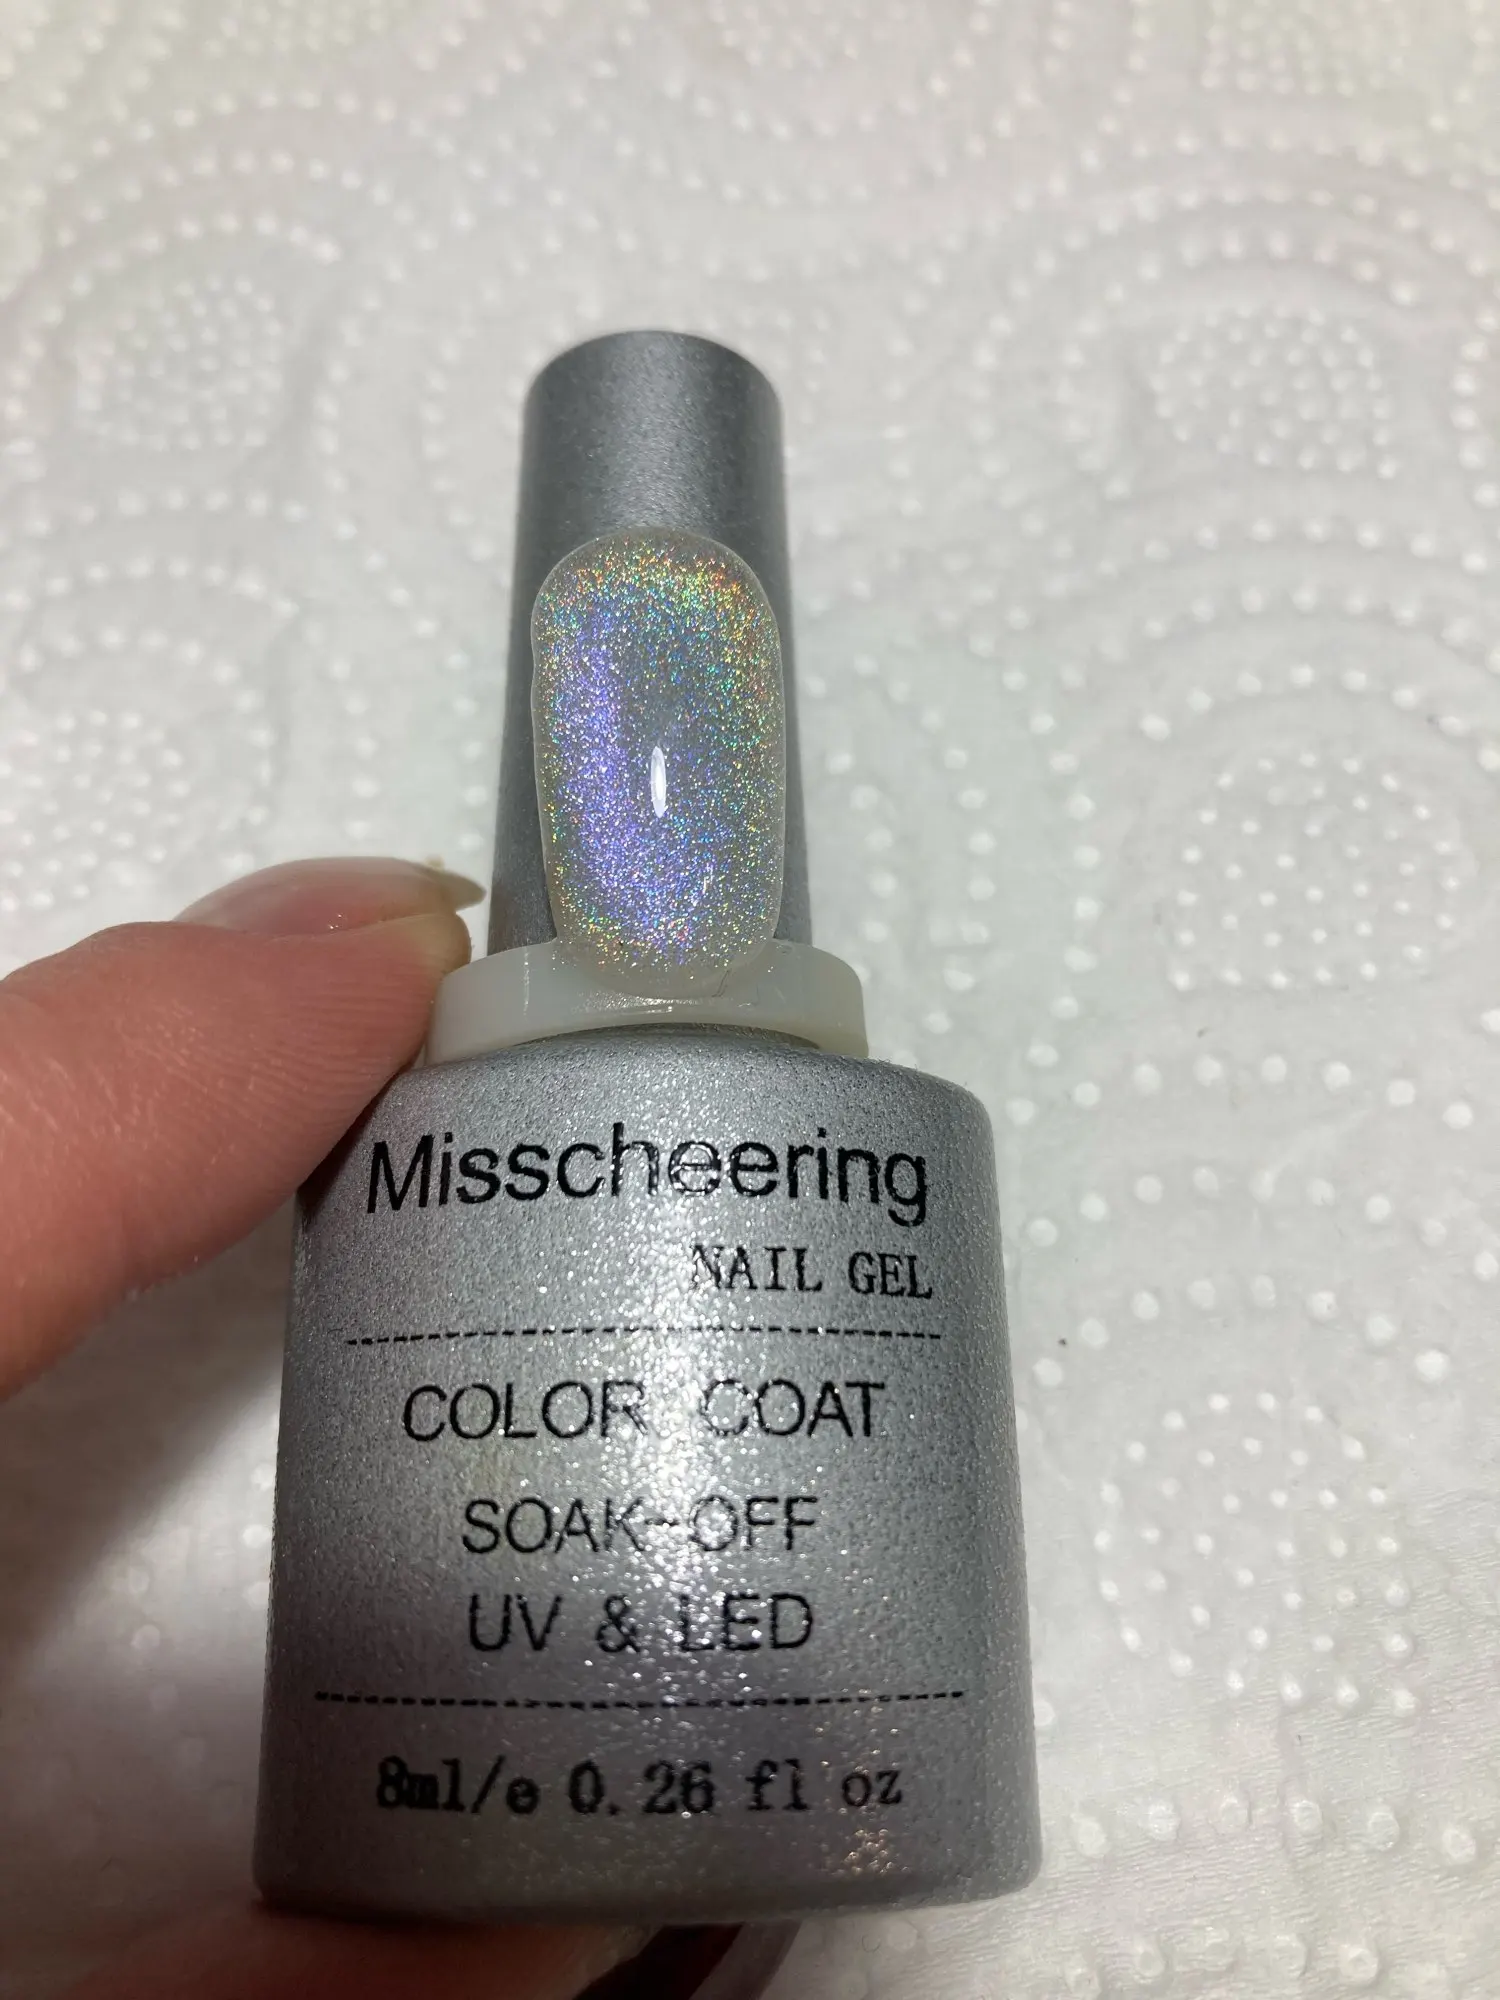 Misscheering
NAIL GEL
COLOR COAT
SOAK-OFF
UV & LED
8ml/e 0.26 fl oz